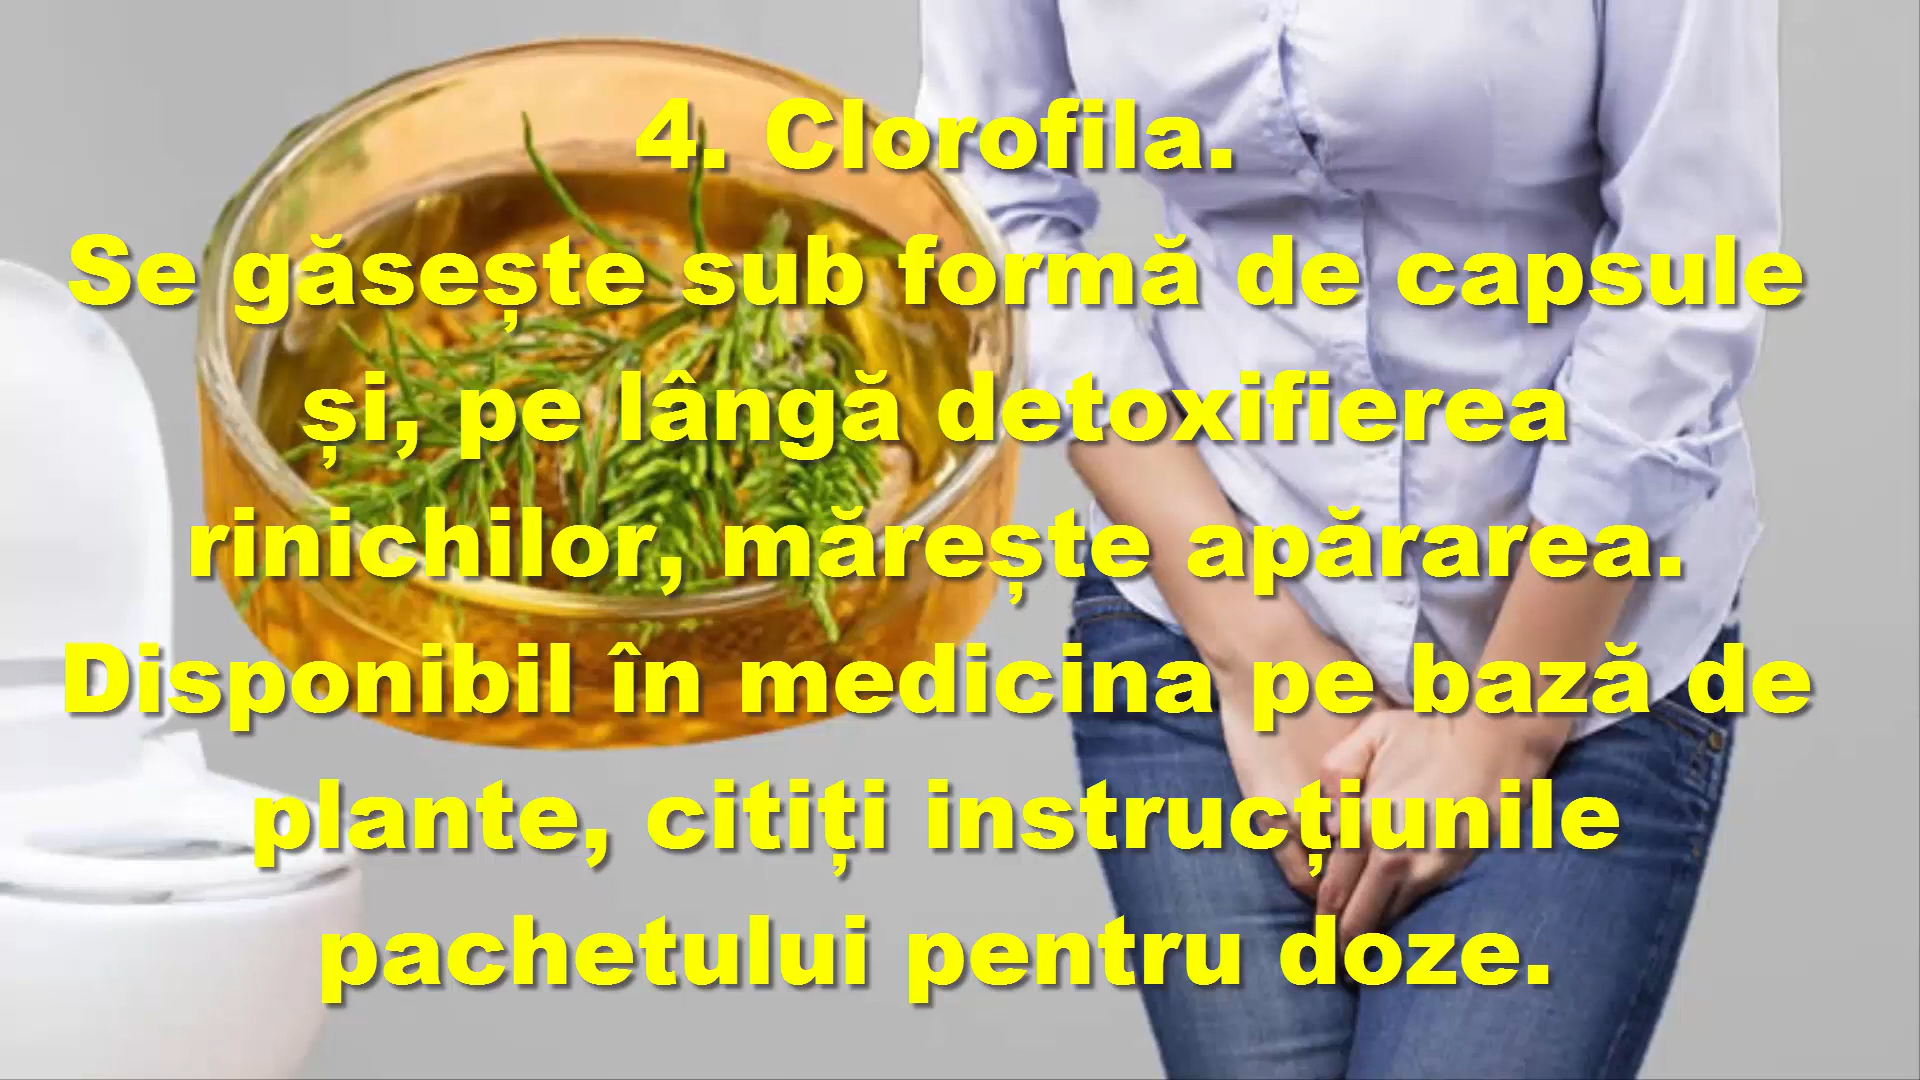 4. Clorofila.
Se găsește sub formă de capsule
și, pe lângă detoxifierea
rinichilor, mărește apărarea.
Disponibil în medicina pe bază de
plante, citiți instrucțiunile
pachetului pentru doze.